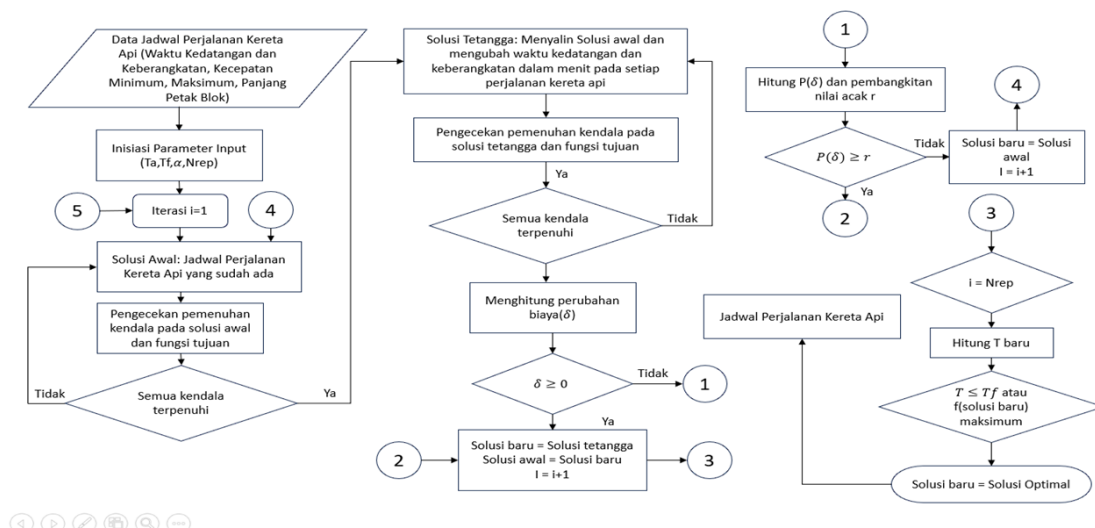 Data Jadwal Perjalanan Kereta
Api (Waktu Kedatangan dan
Keberangkatan, Kecepatan
Minimum, Maksimum, Panjang
Petak Blok)
Inisiasi Parameter Input
(Ta,Tf,α,Nrep)
5
Iterasi i=1
4
Solusi Awal: Jadwal Perjalanan
Kereta Api yang sudah ada
Pengecekan pemenuhan
kendala pada solusi awal
dan fungsi tujuan
Tidak
Semua kendala
terpenuhi
Ya
Solusi Tetangga: Menyalin Solusi awal dan
mengubah waktu kedatangan dan
keberangkatan dalam menit pada setiap
perjalanan kereta api
Pengecekan pemenuhan kendala pada
solusi tetangga dan fungsi tujuan
Ya
Semua kendala
terpenuhi
Tidak
Menghitung perubahan
biaya(δ)
δ ≥ 0
Tidak
1
Ya
2
Solusi baru = Solusi tetangga
Solusi awal = Solusi baru
I = i+1
3
1
Hitung P(δ) dan pembangkitan
nilai acak r
P(δ) ≥ r
Tidak
Ya
2
4
Solusi baru = Solusi
awal
I = i+1
3
i = Nrep
Hitung T baru
T ≤ Tf atau
f(solusi baru)
maksimum
Solusi baru = Solusi Optimal
Jadwal Perjalanan Kereta Api